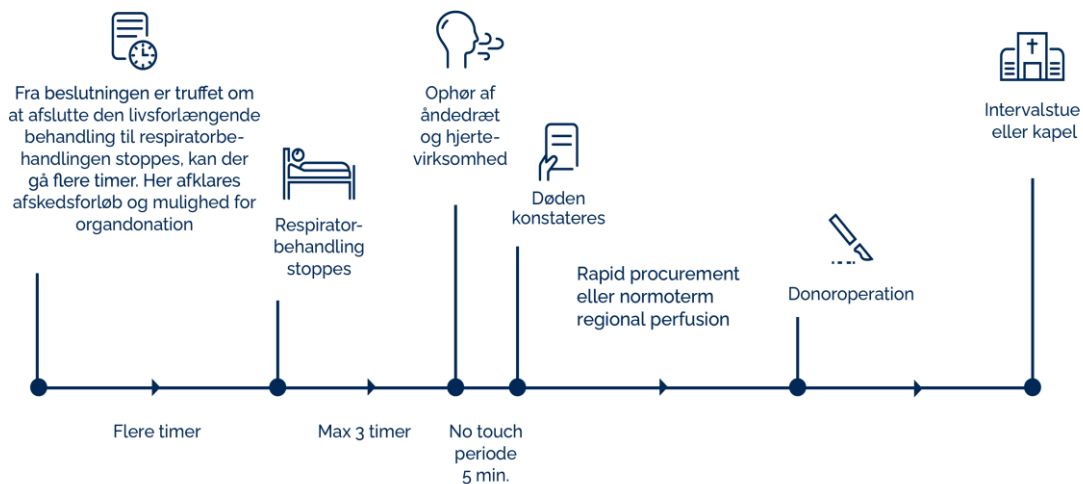 Fra beslutningen er truffet om
at afslutte den livsforlængende
behandling til respiratorbe-
handlingen stoppes, kan der
gå flere timer. Her afklares
afskedsforløb og mulighed for
organdonation
Respirator-
behandling
stoppes
Ophør af
åndedræt
og hjerte-
virksomhed
Døden
konstateres
Rapid procurement
eller normoterm
regional perfusion
Donoroperation
Intervalstue
eller kapel
Flere timer
Max 3 timer
No touch
periode
5 min.